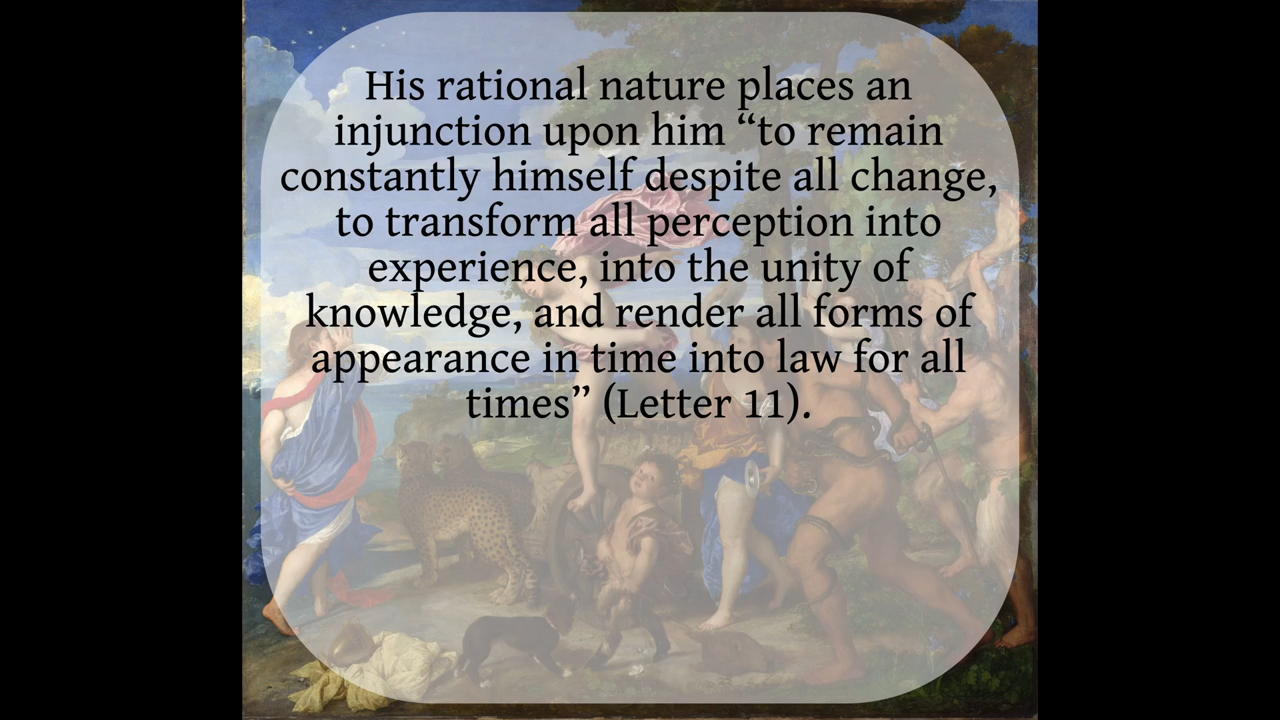 His rational nature places an
injunction upon him “to remain
constantly himself despite all change,
to transform all perception into
experience, into the unity of
knowledge, and render all forms of
appearance in time into law for all
times” (Letter 11).